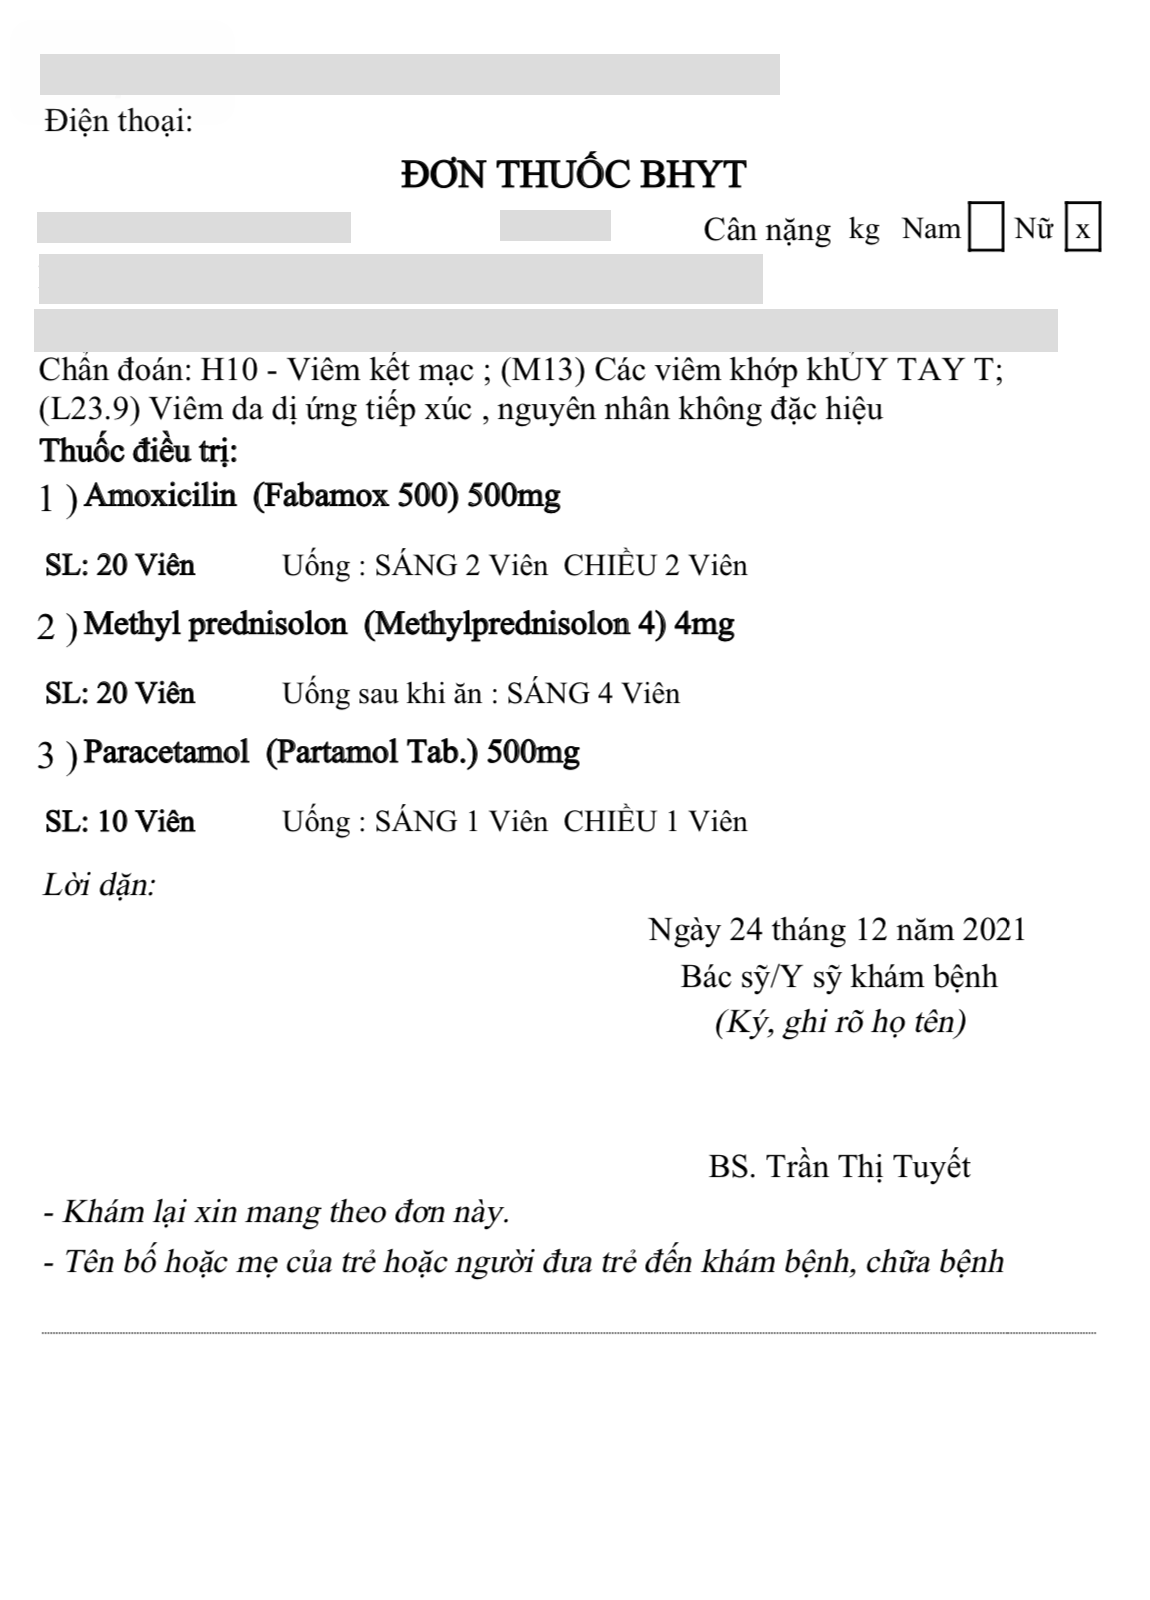 Điện thoại:
ĐƠN THUỐC BHYT
Cân nặng kg Nam Nữ x
Chẩn đoán: H10 - Viêm kết mạc ; (M13) Các viêm khớp khỦY TAY T;
(L23.9) Viêm da dị ứng tiếp xúc , nguyên nhân không đặc hiệu
Thuốc điều trị:
1 ) Amoxicilin (Fabamox 500) 500mg
SL: 20 Viên Uống : SÁNG 2 Viên CHIỀU 2 Viên
2 ) Methyl prednisolon (Methylprednisolon 4) 4mg
SL: 20 Viên Uống sau khi ăn : SÁNG 4 Viên
3 ) Paracetamol (Partamol Tab.) 500mg
SL: 10 Viên Uống : SÁNG 1 Viên CHIỀU 1 Viên
Lời dặn:
Ngày 24 tháng 12 năm 2021
Bác sỹ/Y sỹ khám bệnh
(Ký, ghi rõ họ tên)
BS. Trần Thị Tuyết
- Khám lại xin mang theo đơn này.
- Tên bố hoặc mẹ của trẻ hoặc người đưa trẻ đến khám bệnh, chữa bệnh